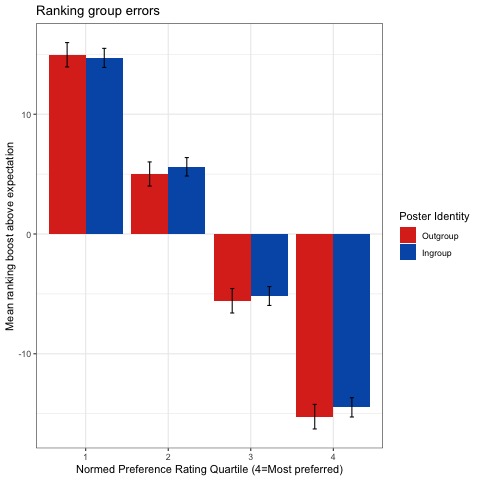 Ranking group errors
Mean ranking boost above expectation
10
0
-10
1 2 3 4
Normed Preference Rating Quartile (4=Most preferred)
Poster Identity
Outgroup
Ingroup